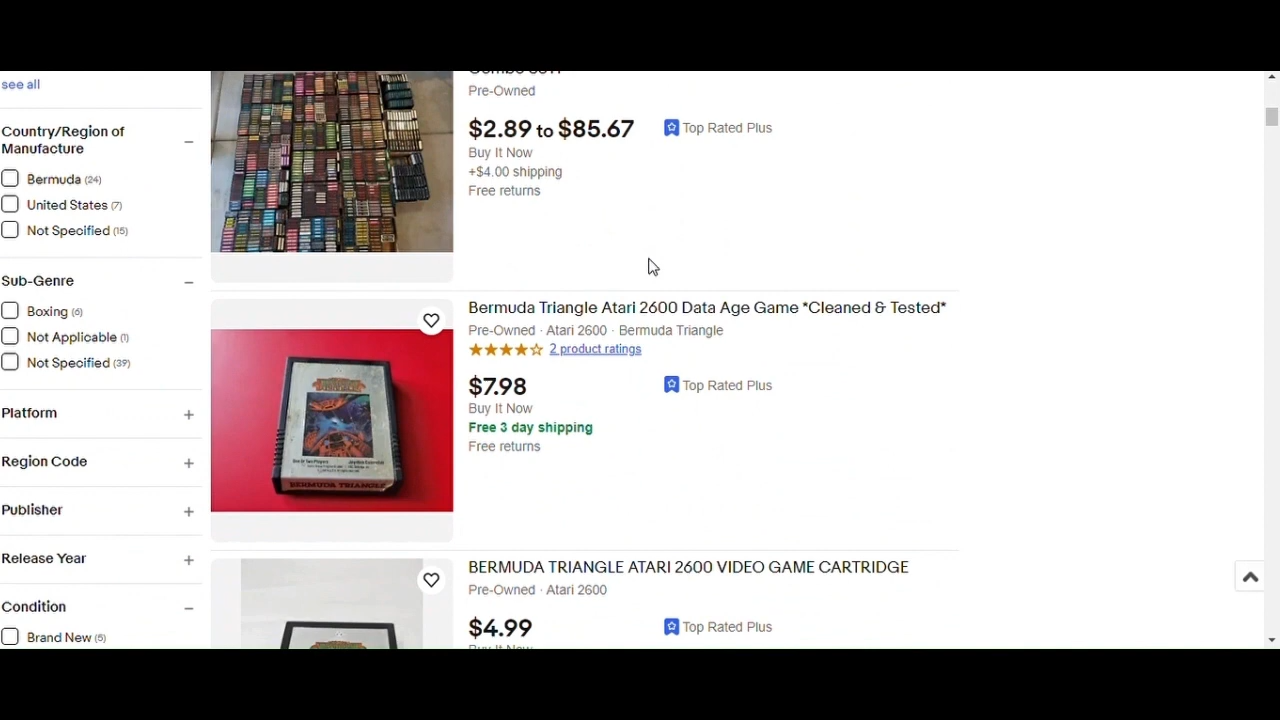 see all
Country/Region of
Manufacture
Bermuda (24)
United States (7)
Not Specified (15)
Sub-Genre
Boxing (6)
Not Applicable (1)
Not Specified (39)
Platform
Region Code
Publisher
Release Year
Condition
Brand New (5)
Pre-Owned
$2.89 to $85.67
Top Rated Plus
Buy It Now
+$4.00 shipping
Free returns
Bermuda Triangle Atari 2600 Data Age Game *Cleaned & Tested*
Pre-Owned · Atari 2600 · Bermuda Triangle
2 product ratings
$7.98
Top Rated Plus
Buy It Now
Free 3 day shipping
Free returns
BERMUDA TRIANGLE
BERMUDA TRIANGLE ATARI 2600 VIDEO GAME CARTRIDGE
Pre-Owned · Atari 2600
$4.99
Top Rated Plus
Buy It Now